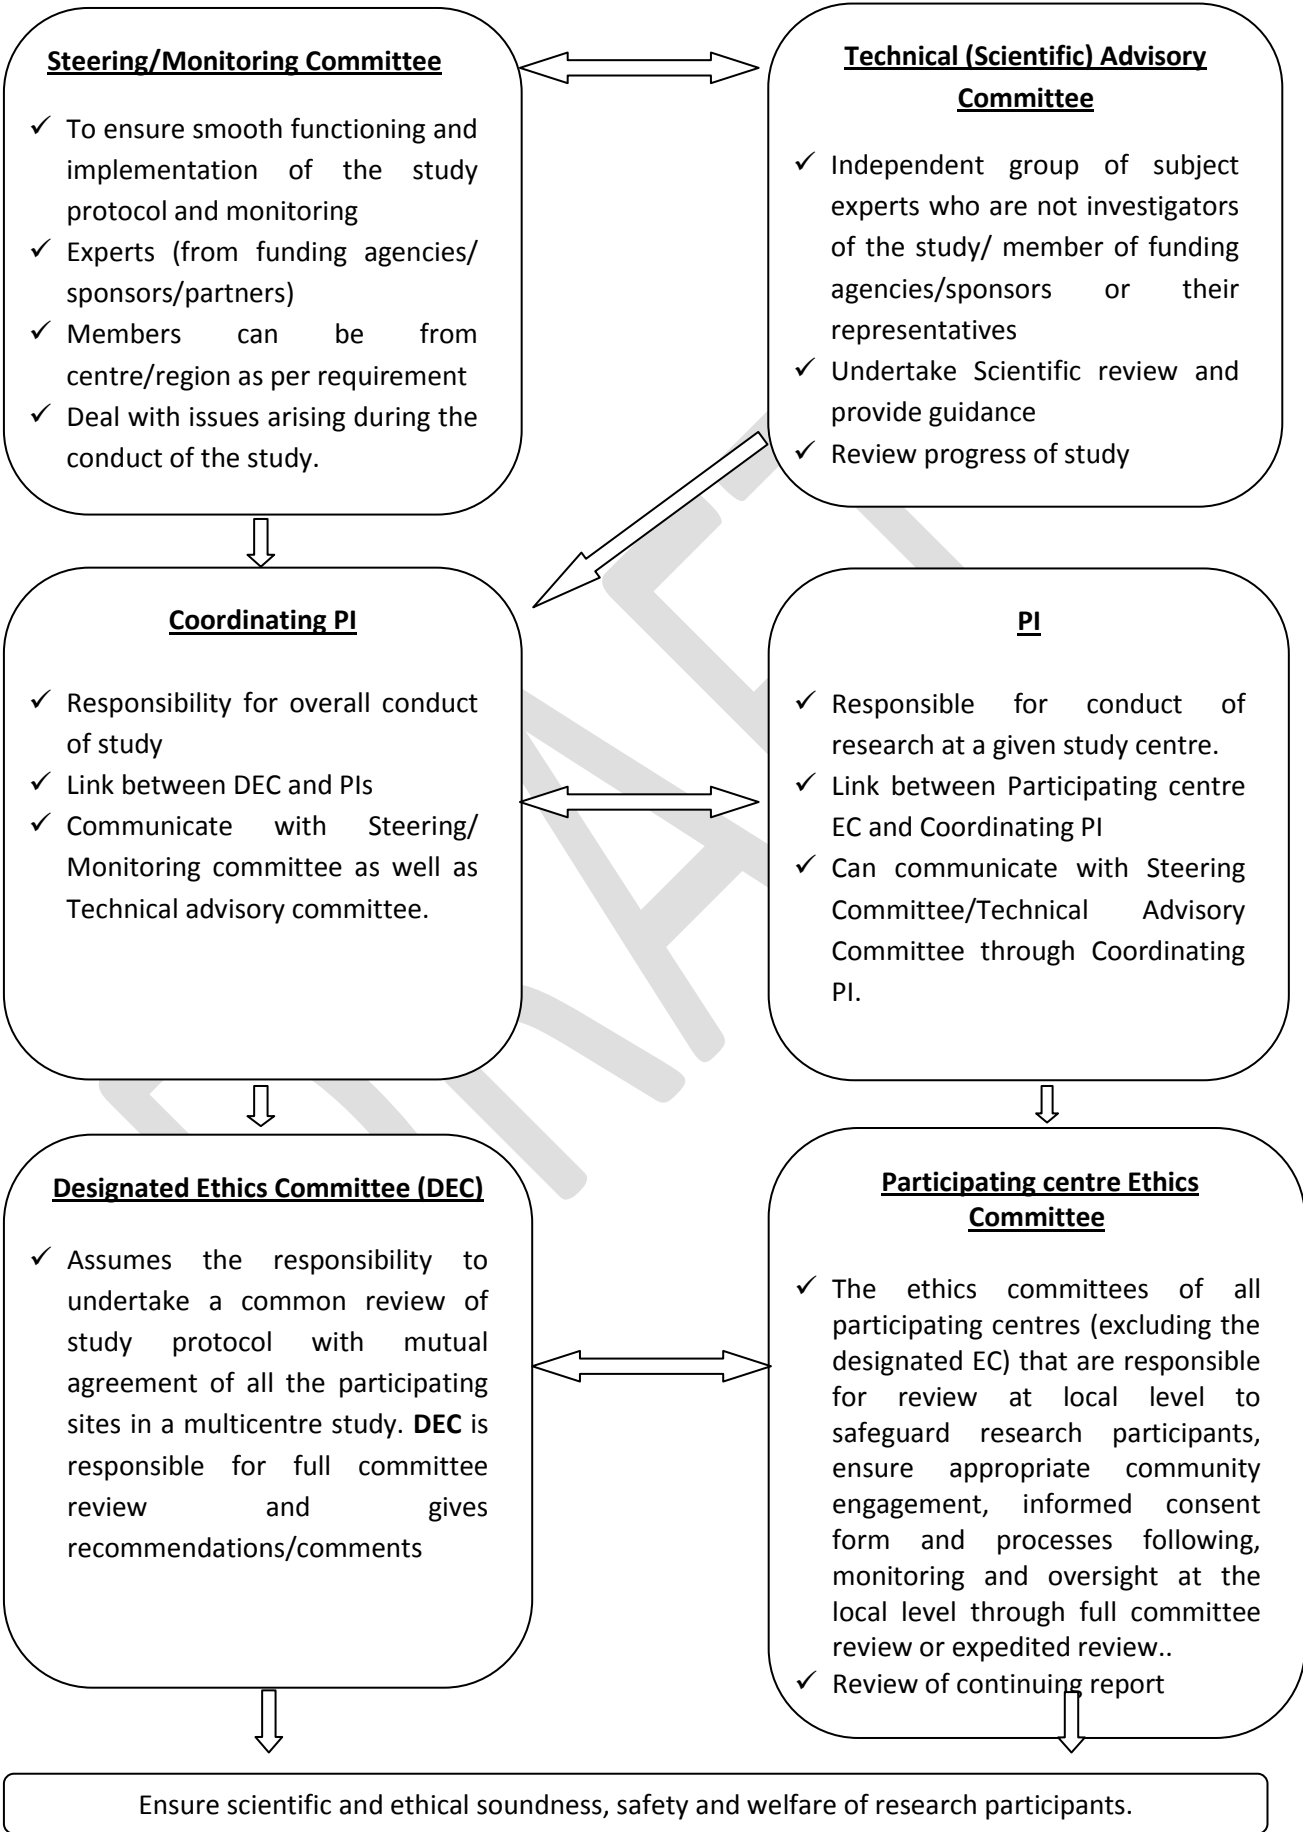 Steering/Monitoring Committee
✓ To ensure smooth functioning and
implementation of the study
protocol and monitoring
✓ Experts (from funding agencies/
sponsors/partners)
✓ Members can be from
centre/region as per requirement
✓ Deal with issues arising during the
conduct of the study.
Technical (Scientific) Advisory
Committee
✓ Independent group of subject
experts who are not investigators
of the study/ member of funding
agencies/sponsors or their
representatives
✓ Undertake Scientific review and
provide guidance
✓ Review progress of study
Coordinating PI
✓ Responsibility for overall conduct
of study
✓ Link between DEC and PIs
✓ Communicate with Steering/
Monitoring committee as well as
Technical advisory committee.
PI
✓ Responsible for conduct of
research at a given study centre.
✓ Link between Participating centre
EC and Coordinating PI
✓ Can communicate with Steering
Committee/Technical Advisory
Committee through Coordinating
PI.
Designated Ethics Committee (DEC)
✓ Assumes the responsibility to
undertake a common review of
study protocol with mutual
agreement of all the participating
sites in a multicentre study. DEC is
responsible for full committee
review and gives
recommendations/comments
Participating centre Ethics
Committee
✓ The ethics committees of all
participating centres (excluding the
designated EC) that are responsible
for review at local level to
safeguard research participants,
ensure appropriate community
engagement, informed consent
form and processes following,
monitoring and oversight at the
local level through full committee
review or expedited review..
✓ Review of continuing report
Ensure scientific and ethical soundness, safety and welfare of research participants.
DRAFT